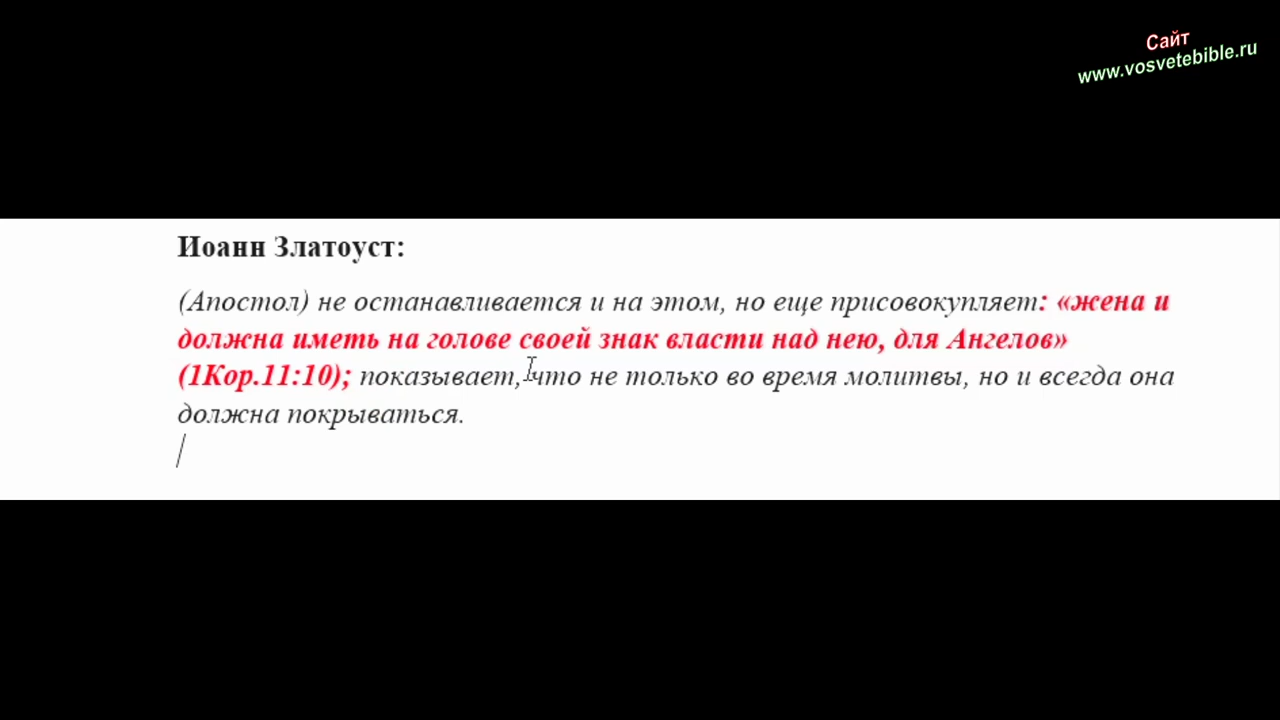 Сайт
www.vosvetebible.ru
Иоанн Златоуст:
(Апостол) не останавливается и на этом, но еще присовокупляет: «жена и
должна иметь на голове своей знак власти над нею, для Ангелов»
(1Кор.11:10); показывает, что не только во время молитвы, но и всегда она
должна покрываться.